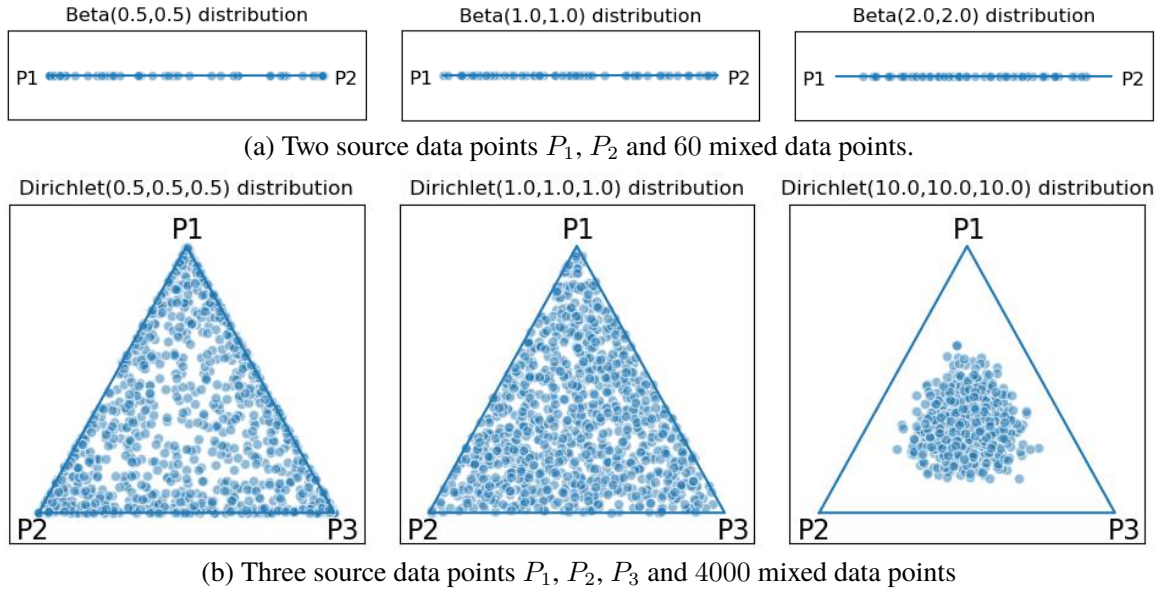 Beta(0.5,0.5) distribution
Beta(1.0,1.0) distribution
Beta(2.0,2.0) distribution
P1 P2
P1 P2
P1 P2
(a) Two source data points P1, P2 and 60 mixed data points.
Dirichlet(0.5,0.5,0.5) distribution
Dirichlet(1.0,1.0,1.0) distribution
Dirichlet(10.0,10.0,10.0) distribution
P1
P1
P1
P2 P3
P2 P3
P2 P3
(b) Three source data points P1, P2, P3 and 4000 mixed data points